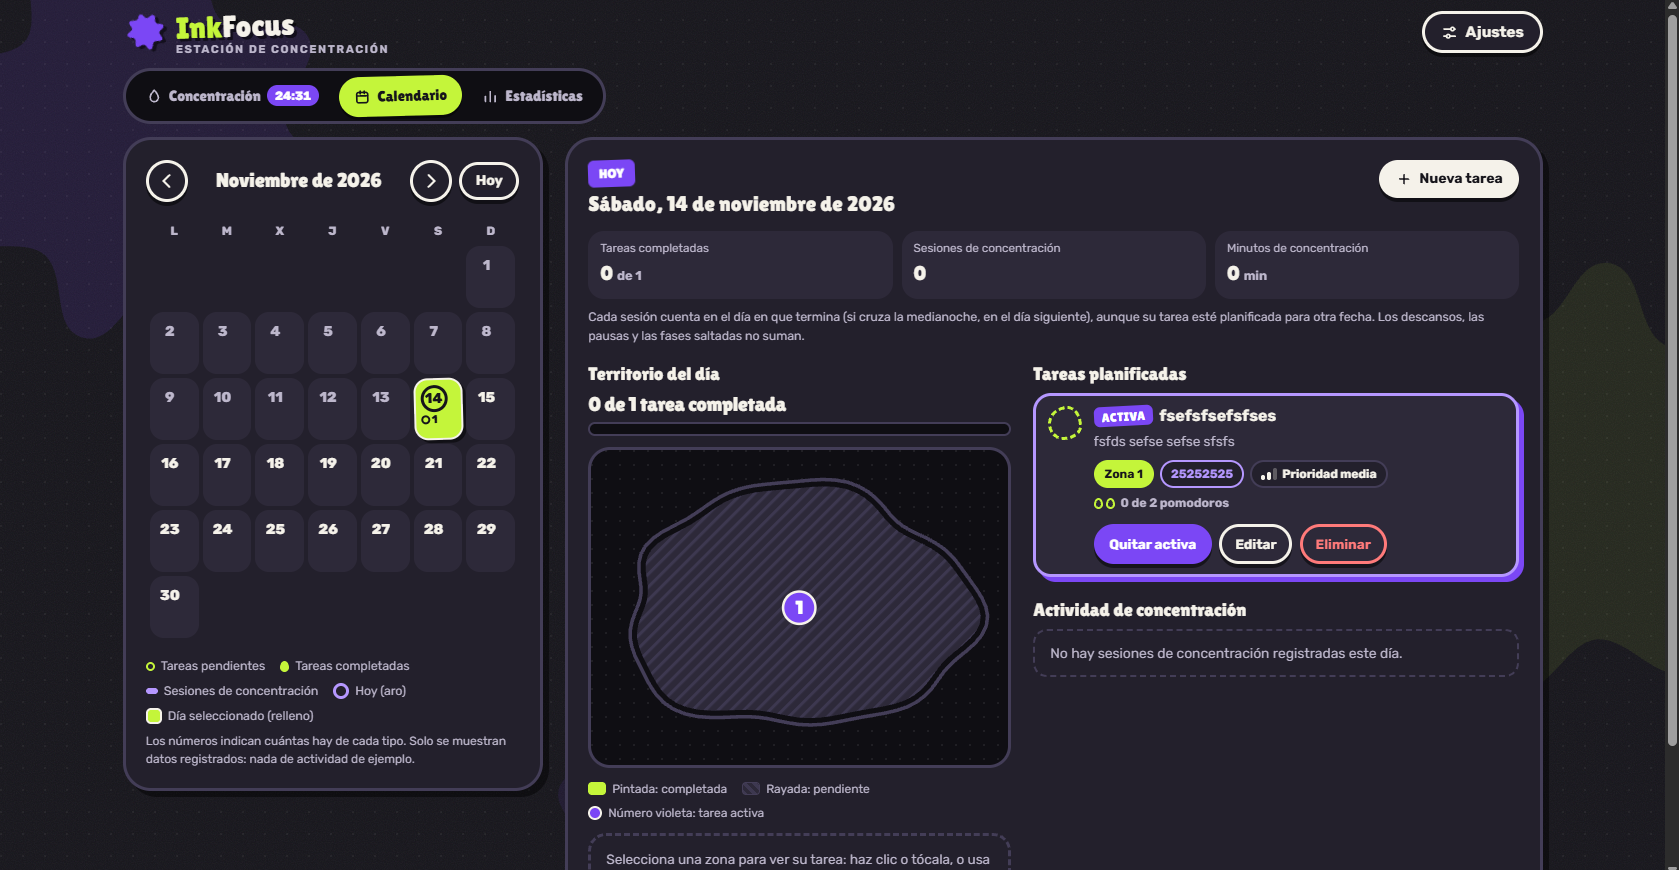 InkFocus
ESTACIÓN DE CONCENTRACIÓN
Ajustes
Concentración 24:31
Calendario
Estadísticas
Noviembre de 2026
Hoy
L M X J V S D
1
2 3 4 5 6 7 8
9 10 11 12 13 14 15
1
16 17 18 19 20 21 22
23 24 25 26 27 28 29
30
Tareas pendientes Tareas completadas
Sesiones de concentración Hoy (aro)
Día seleccionado (relleno)
Los números indican cuántas hay de cada tipo. Solo se muestran
datos registrados: nada de actividad de ejemplo.
HOY
Sábado, 14 de noviembre de 2026
+ Nueva tarea
Tareas completadas
0 de 1
Sesiones de concentración
0
Minutos de concentración
0 min
Cada sesión cuenta en el día en que termina (si cruza la medianoche, en el día siguiente), aunque su tarea esté planificada para otra fecha. Los descansos, las
pausas y las fases saltadas no suman.
Territorio del día
0 de 1 tarea completada
1
Pintada: completada Rayada: pendiente
Número violeta: tarea activa
Selecciona una zona para ver su tarea: haz clic o tócala, o usa
Tareas planificadas
ACTIVA fsefsfsefsfses
fsfds sefse sefse sfsfs
Zona 1 25252525 Prioridad media
0 de 2 pomodoros
Quitar activa Editar Eliminar
Actividad de concentración
No hay sesiones de concentración registradas este día.